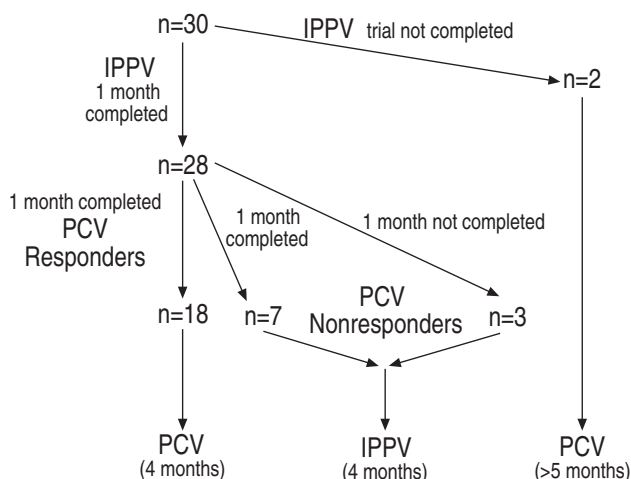 n=30
IPPV trial not completed
IPPV
1 month
completed
n=2
n=28
1 month completed
PCV
Responders
1 month
completed
1 month not completed
PCV
Nonresponders
n=18
n=7
n=3
PCV
(4 months)
IPPV
(4 months)
PCV
(>5 months)